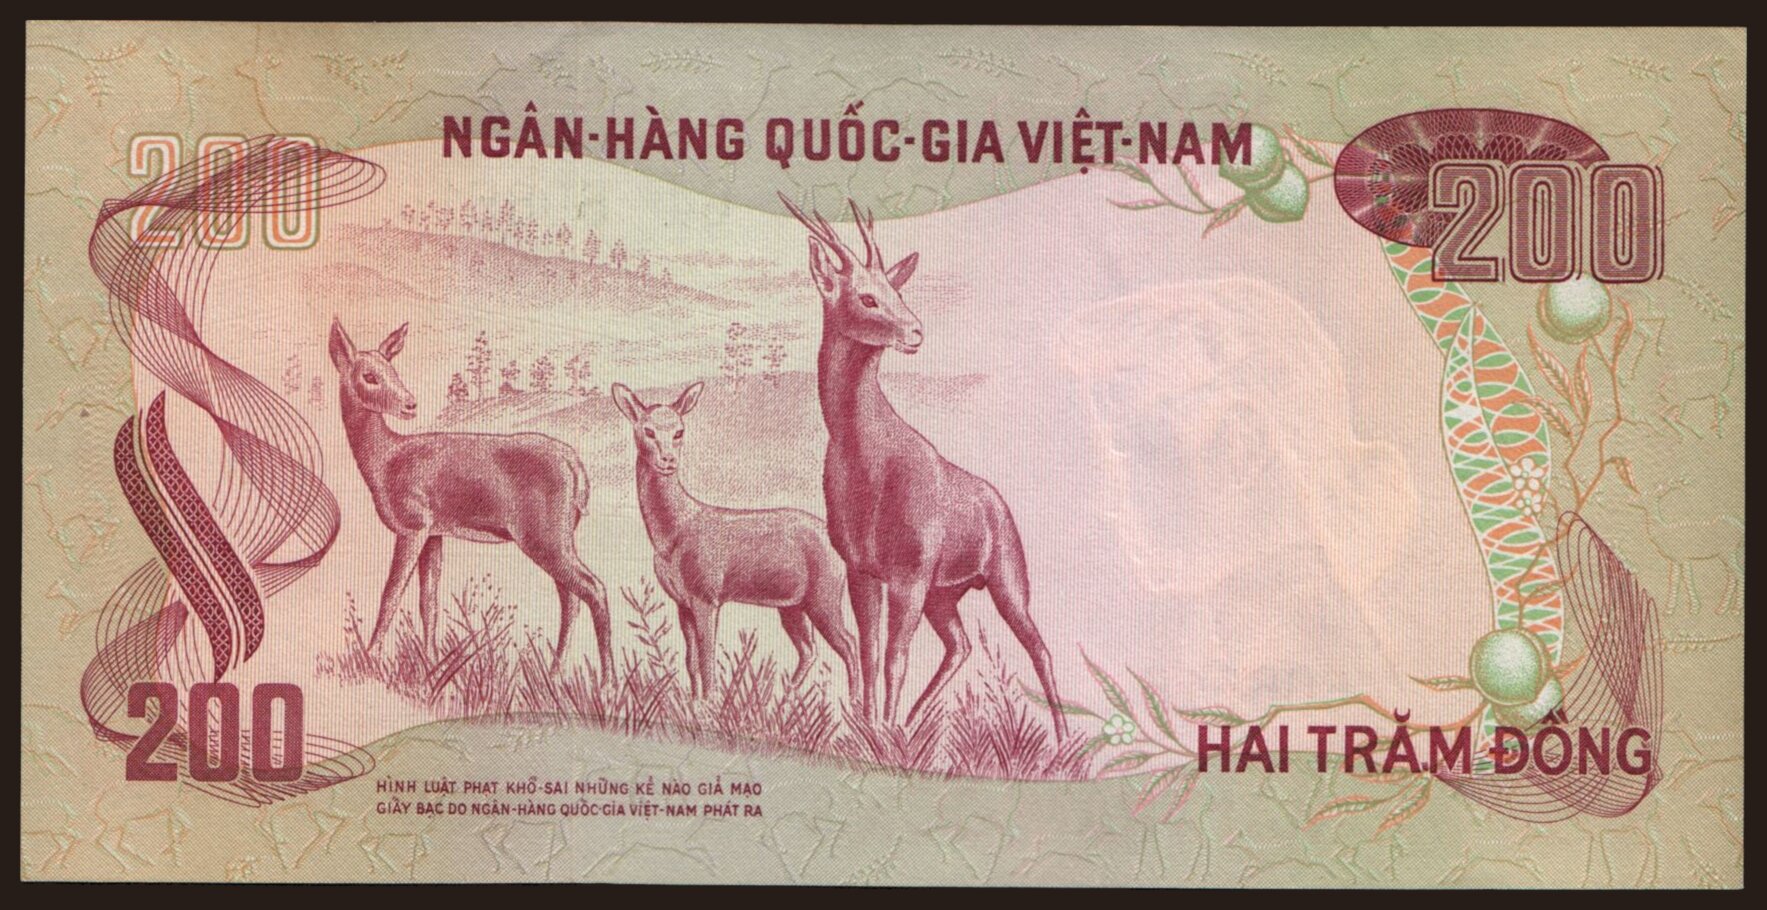 NGÂN-HÀNG QUỐC-GIA VIỆT-NAM
200
200
200
HAI TRĂM ĐỒNG
HÌNH LUẬT PHẠT KHỔ-SAI NHỮNG KẺ NÀO GIẢ MẠO
GIẤY BẠC DO NGÂN-HÀNG QUỐC-GIA VIỆT-NAM PHÁT RA